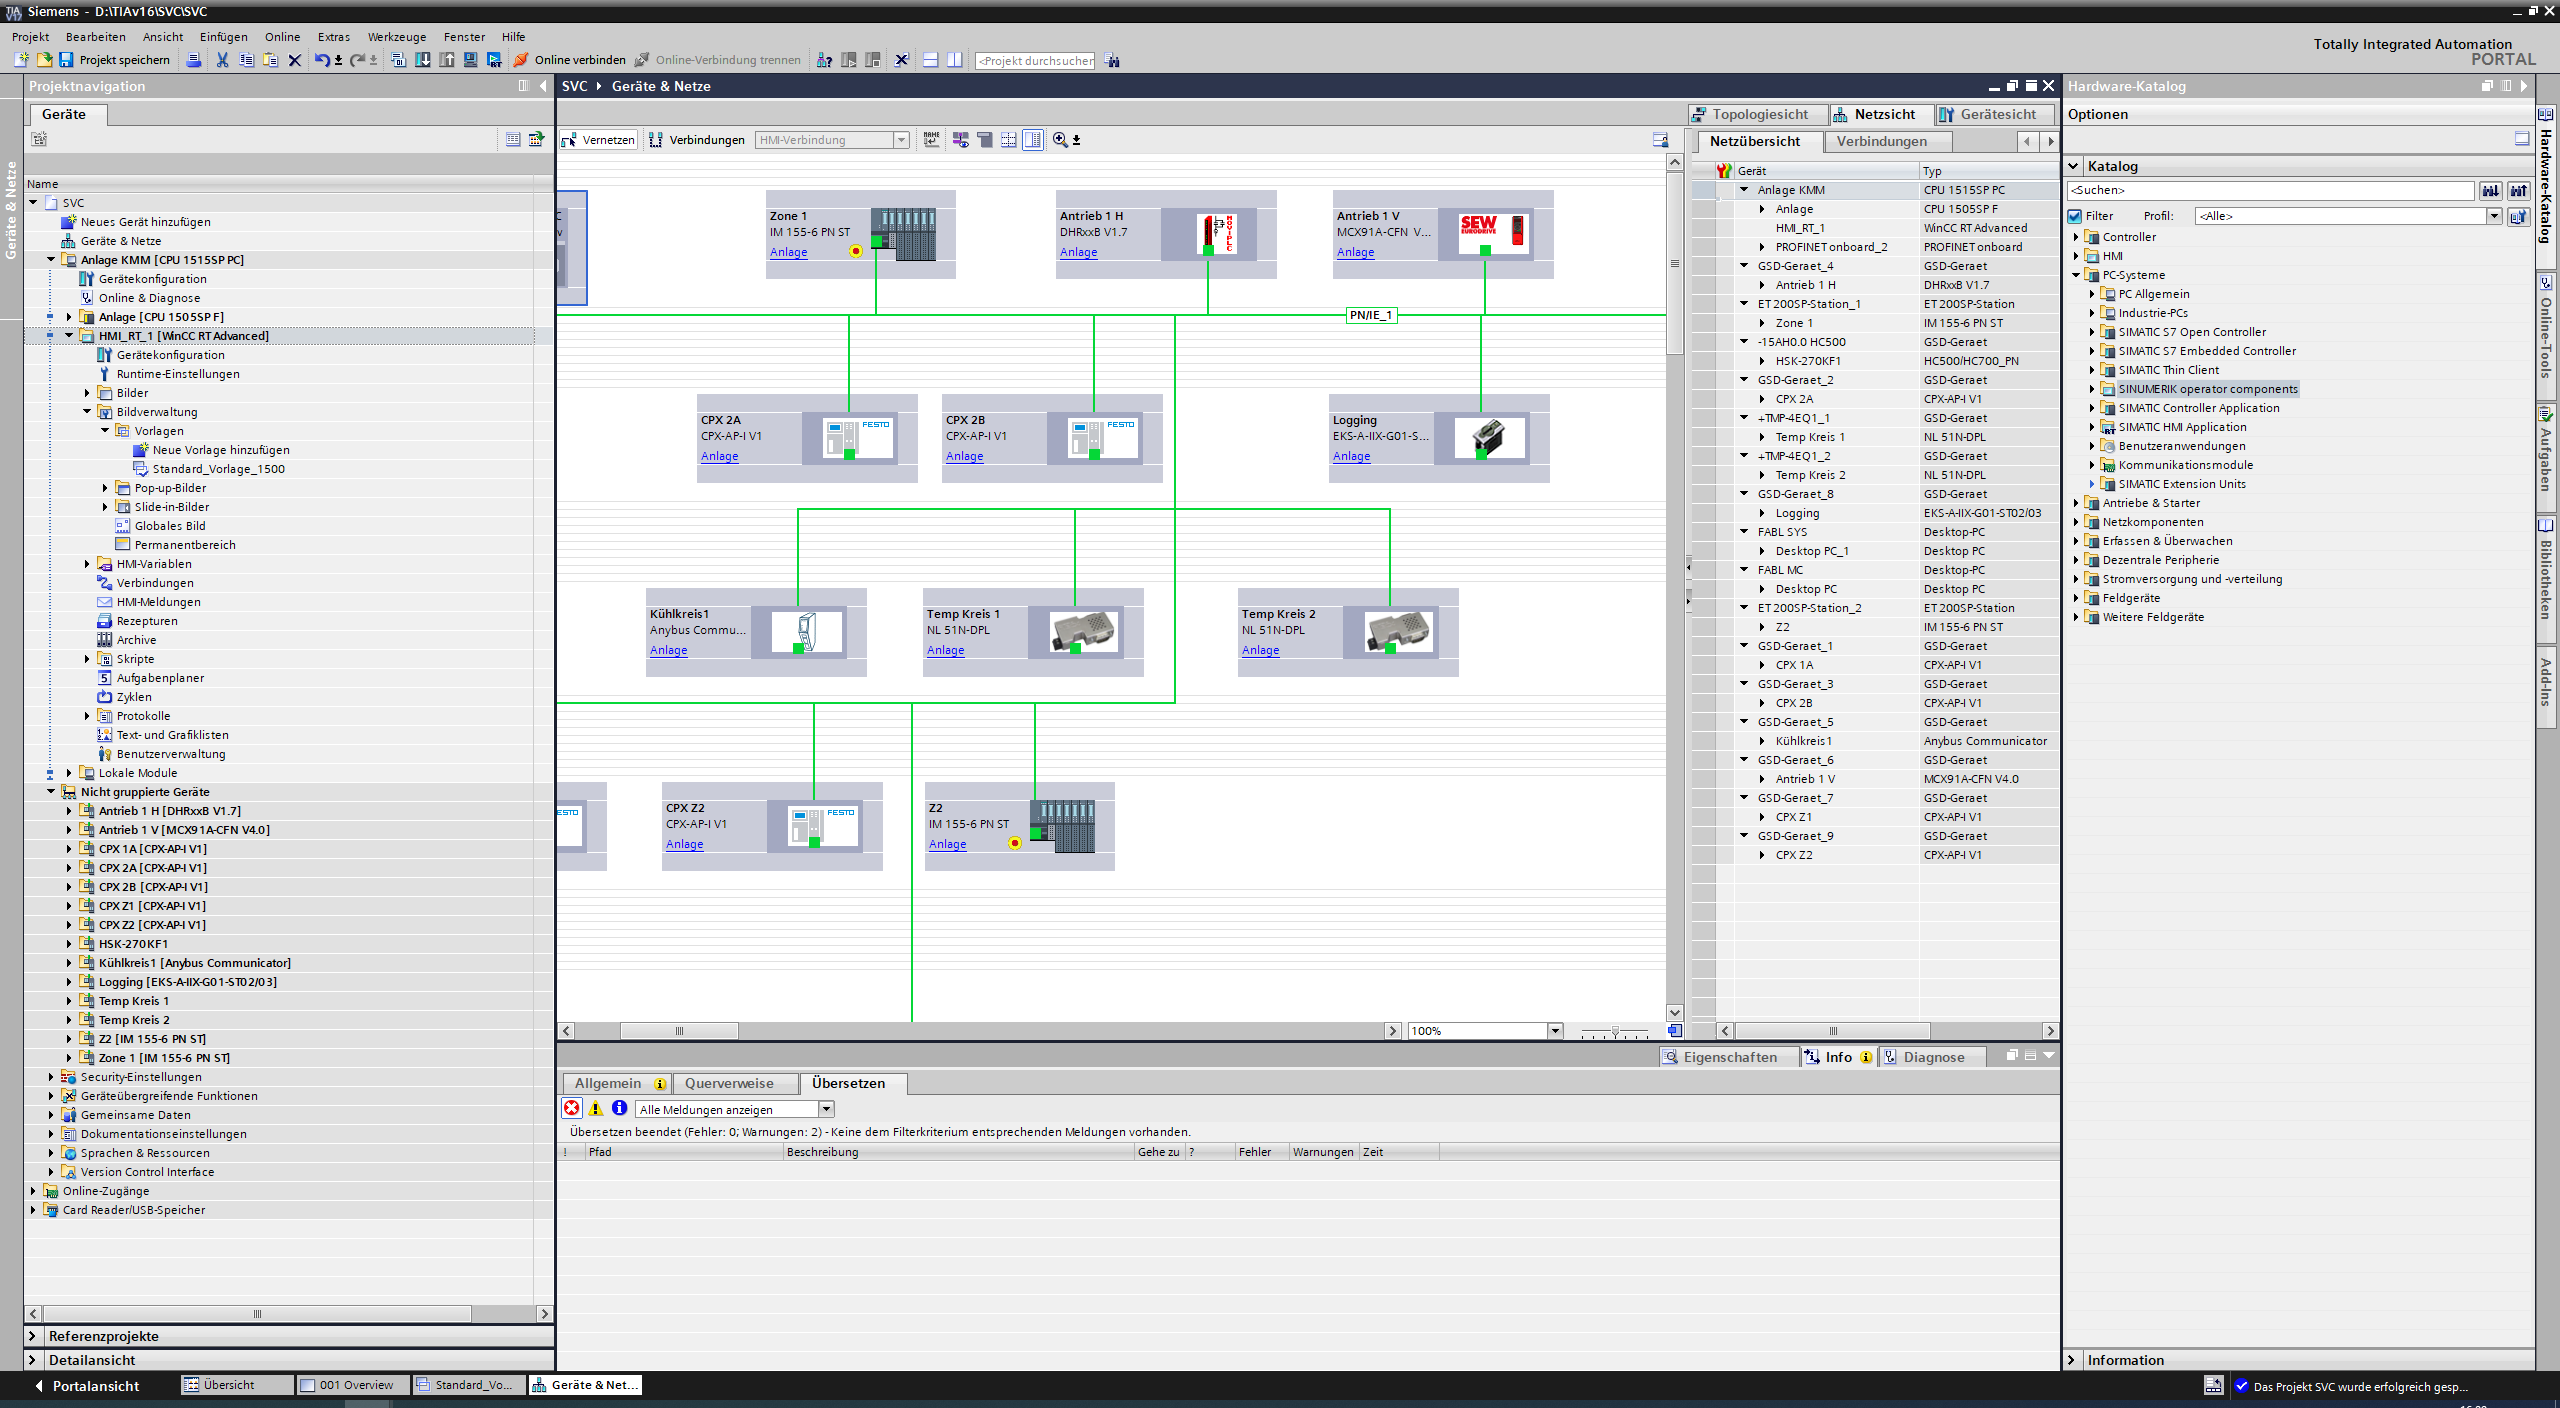 Siemens - D:\TIAv16\SVC\SVC
Projekt Bearbeiten Ansicht Einfügen Online Extras Werkzeuge Fenster Hilfe
Projekt speichern Online verbinden Online-Verbindung trennen <Projekt durchsuchen
Totally Integrated Automation
PORTAL
Geräte & Netze
Projektnavigation
Geräte
Name
SVC
Neues Gerät hinzufügen
Geräte & Netze
Anlage KMM [CPU 1515SP PC]
Gerätekonfiguration
Online & Diagnose
Anlage [CPU 1505SP F]
HMI_RT_1 [WinCC RT Advanced]
Gerätekonfiguration
Runtime-Einstellungen
Bilder
Bildverwaltung
Vorlagen
Neue Vorlage hinzufügen
Standard_Vorlage_1500
Pop-up-Bilder
Slide-in-Bilder
Globales Bild
Permanentbereich
HMI-Variablen
Verbindungen
HMI-Meldungen
Rezepturen
Archive
Skripte
Aufgabenplaner
Zyklen
Protokolle
Text- und Grafiklisten
Benutzerverwaltung
Lokale Module
Nicht gruppierte Geräte
Antrieb 1 H [DHRxxB V1.7]
Antrieb 1 V [MCX91A-CFN V4.0]
CPX 1A [CPX-AP-I V1]
CPX 2A [CPX-AP-I V1]
CPX 2B [CPX-AP-I V1]
CPX Z1 [CPX-AP-I V1]
CPX Z2 [CPX-AP-I V1]
HSK-270KF1
Kühlkreis1 [Anybus Communicator]
Logging [EKS-A-IIX-G01-ST02/03]
Temp Kreis 1
Temp Kreis 2
Z2 [IM 155-6 PN ST]
Zone 1 [IM 155-6 PN ST]
Security-Einstellungen
Geräteübergreifende Funktionen
Gemeinsame Daten
Dokumentationseinstellungen
Sprachen & Ressourcen
Version Control Interface
Online-Zugänge
Card Reader/USB-Speicher
Referenzprojekte
Detailansicht
SVC Geräte & Netze
Topologiesicht Netzsicht Gerätesicht
Vernetzen Verbindungen HMI-Verbindung
Zone 1
IM 155-6 PN ST
Anlage
Antrieb 1 H
DHRxxB V1.7
Anlage
Antrieb 1 V
MCX91A-CFN V...
Anlage
SEW
EURODRIVE
PN/IE_1
CPX 2A
CPX-AP-I V1
Anlage
FESTO
CPX 2B
CPX-AP-I V1
Anlage
FESTO
Logging
EKS-A-IIX-G01-S...
Anlage
Kühlkreis1
Anybus Commu...
Anlage
Temp Kreis 1
NL 51N-DPL
Anlage
Temp Kreis 2
NL 51N-DPL
Anlage
CPX Z2
CPX-AP-I V1
Anlage
FESTO
Z2
IM 155-6 PN ST
Anlage
100%
Netzübersicht Verbindungen
Gerät Typ
Anlage KMM CPU 1515SP PC
Anlage CPU 1505SP F
HMI_RT_1 WinCC RT Advanced
PROFINET onboard_2 PROFINET onboard
GSD-Geraet_4 GSD-Geraet
Antrieb 1 H DHRxxB V1.7
ET 200SP-Station_1 ET 200SP-Station
Zone 1 IM 155-6 PN ST
-15AH0.0 HC500 GSD-Geraet
HSK-270KF1 HC500/HC700_PN
GSD-Geraet_2 GSD-Geraet
CPX 2A CPX-AP-I V1
+TMP-4EQ1_1 GSD-Geraet
Temp Kreis 1 NL 51N-DPL
+TMP-4EQ1_2 GSD-Geraet
Temp Kreis 2 NL 51N-DPL
GSD-Geraet_8 GSD-Geraet
Logging EKS-A-IIX-G01-ST02/03
FABL SYS Desktop-PC
Desktop PC_1 Desktop PC
FABL MC Desktop-PC
Desktop PC Desktop PC
ET 200SP-Station_2 ET 200SP-Station
Z2 IM 155-6 PN ST
GSD-Geraet_1 GSD-Geraet
CPX 1A CPX-AP-I V1
GSD-Geraet_3 GSD-Geraet
CPX 2B CPX-AP-I V1
GSD-Geraet_5 GSD-Geraet
Kühlkreis1 Anybus Communicator
GSD-Geraet_6 GSD-Geraet
Antrieb 1 V MCX91A-CFN V4.0
GSD-Geraet_7 GSD-Geraet
CPX Z1 CPX-AP-I V1
GSD-Geraet_9 GSD-Geraet
CPX Z2 CPX-AP-I V1
Eigenschaften Info Diagnose
Allgemein Querverweise Übersetzen
Alle Meldungen anzeigen
Übersetzen beendet (Fehler: 0; Warnungen: 2) - Keine dem Filterkriterium entsprechenden Meldungen vorhanden.
! Pfad Beschreibung Gehe zu ? Fehler Warnungen Zeit
Hardware-Katalog
Optionen
Katalog
<Suchen>
Filter Profil: <Alle>
Controller
HMI
PC-Systeme
PC Allgemein
Industrie-PCs
SIMATIC S7 Open Controller
SIMATIC S7 Embedded Controller
SIMATIC Thin Client
SINUMERIK operator components
SIMATIC Controller Application
SIMATIC HMI Application
Benutzeranwendungen
Kommunikationsmodule
SIMATIC Extension Units
Antriebe & Starter
Netzkomponenten
Erfassen & Überwachen
Dezentrale Peripherie
Stromversorgung und -verteilung
Feldgeräte
Weitere Feldgeräte
Information
Hardware-Katalog
Online-Tools
Aufgaben
Bibliotheken
Add-Ins
Portalansicht Übersicht 001 Overview Standard_Vo... Geräte & Net...
Das Projekt SVC wurde erfolgreich gesp...